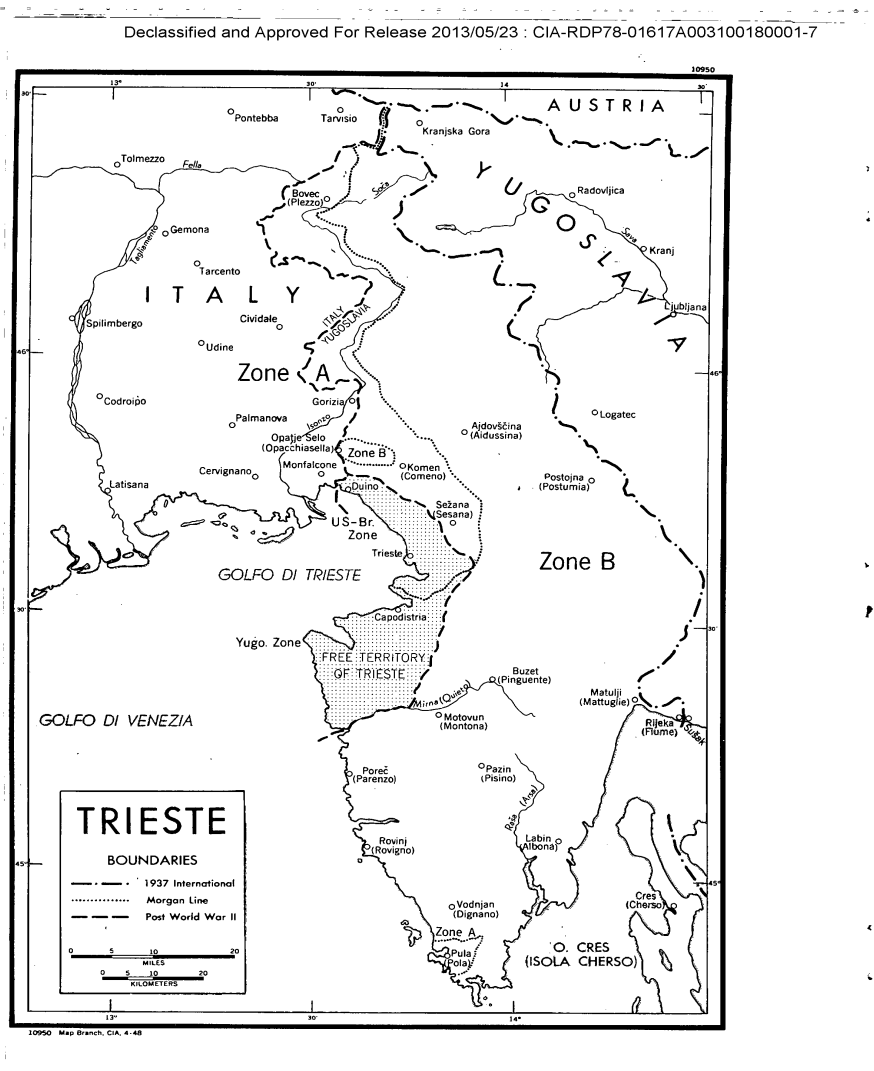 Declassified and Approved For Release 2013/05/23 : CIA-RDP78-01617A003100180001-7
10950
13°
30'
14
30'
30'
AUSTRIA
Pontebba
Tarvisio
Kranjska Gora
Tolmezzo
Fella
YUGOSLAVIA
Bovec
(Plezzo)
Soča
Radovljica
Tagliamento
Gemona
Sava
Kranj
Tarcento
ITALY
Ljubljana
Spilimbergo
Cividale
ITALY
YUGOSLAVIA
46°
Udine
46°
Zone A
Codroipo
Gorizia
Palmanova
Isonzo
Logatec
Ajdovščina
(Aidussina)
Opatje Selo
(Opacchiasella)
Zone B
Cervignano
Monfalcone
Komen
(Comeno)
Postojna
(Postumia)
Latisana
Duino
Sežana
(Sesana)
US-Br.
Zone
Trieste
Zone B
GOLFO DI TRIESTE
30'
Capodistria
30'
Yugo. Zone
FREE TERRITORY
OF TRIESTE
Buzet
(Pinguente)
Mirna (Quieto)
Matulji
(Mattuglie)
GOLFO DI VENEZIA
Motovun
(Montona)
Rijeka
(Fiume)
Sušak
Poreč
(Parenzo)
Pazin
(Pisino)
Raša (Arsa)
TRIESTE
Rovinj
(Rovigno)
Labin
(Albona)
BOUNDARIES
1937 International
Morgan Line
Post World War II
45°
45°
Vodnjan
(Dignano)
Cres
(Cherso)
Zone A
Pula
(Pola)
O. CRES
(ISOLA CHERSO)
0 5 10 20
MILES
0 5 10 20
KILOMETERS
13°
30'
14°
10950 Map Branch, CIA, 4-48